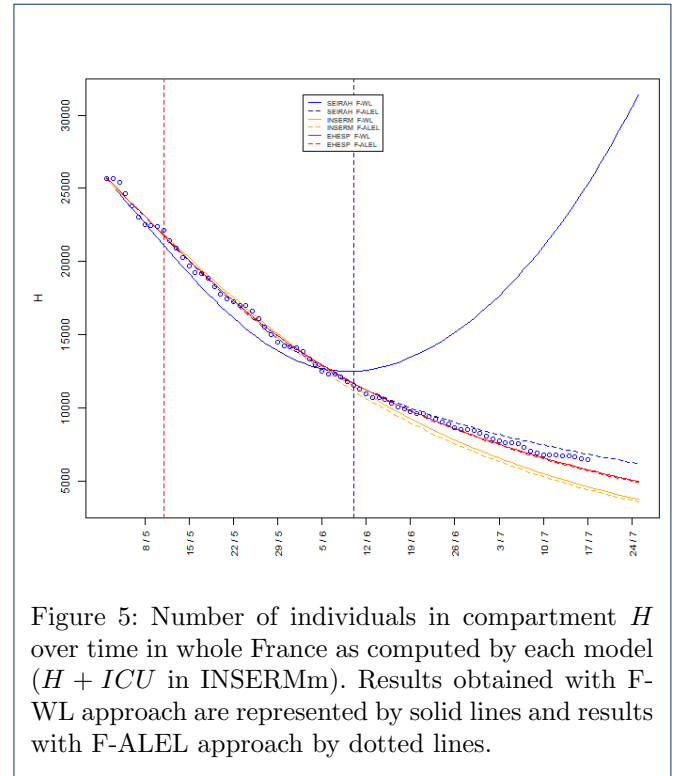 SEIRAH F-WL
SEIRAH F-ALEL
INSERM F-WL
INSERM F-ALEL
EHESP F-WL
EHESP F-ALEL
30000
25000
20000
15000
10000
5000
H
8 / 5
15 / 5
22 / 5
29 / 5
5 / 6
12 / 6
19 / 6
26 / 6
3 / 7
10 / 7
17 / 7
24 / 7
Figure 5: Number of individuals in compartment H
over time in whole France as computed by each model
(H + ICU in INSERMm). Results obtained with F-
WL approach are represented by solid lines and results
with F-ALEL approach by dotted lines.